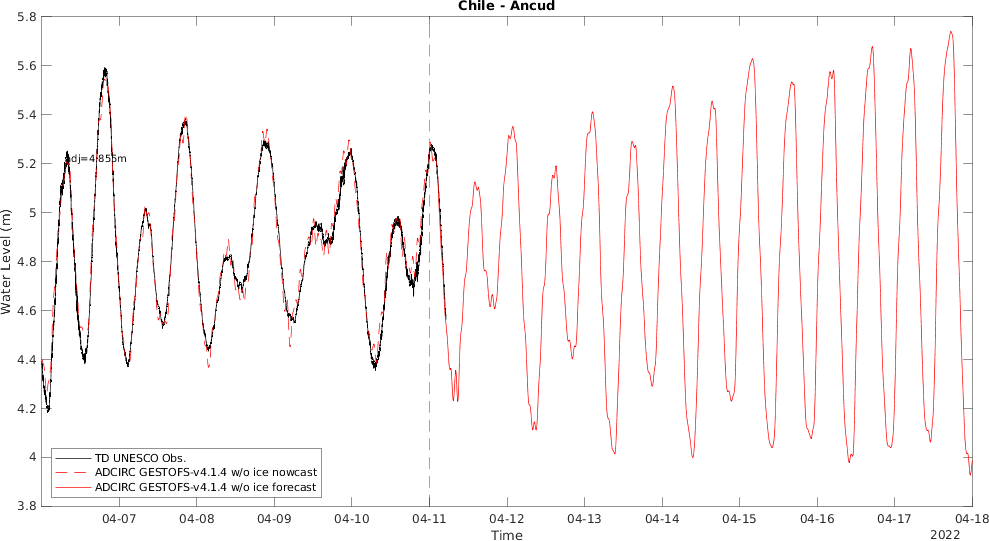 Chile - Ancud
5.8
5.6
5.4
5.2
5
4.8
4.6
4.4
4.2
4
3.8
Water Level (m)
adj=4.855m
TD UNESCO Obs.
ADCIRC GESTOFS-v4.1.4 w/o ice nowcast
ADCIRC GESTOFS-v4.1.4 w/o ice forecast
04-07 04-08 04-09 04-10 04-11 04-12 04-13 04-14 04-15 04-16 04-17 04-18
Time
2022